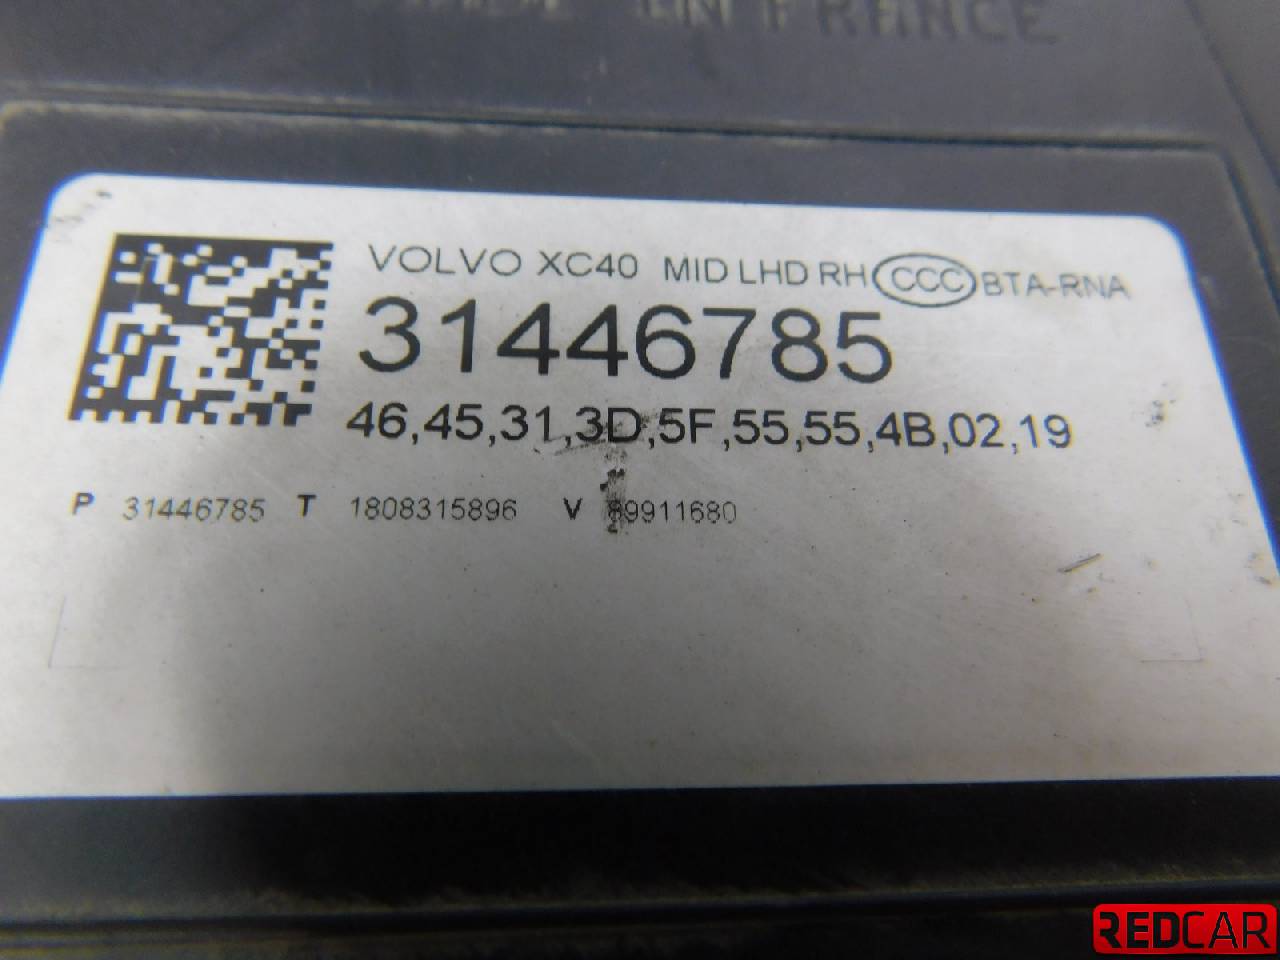 IN FRANCE
VOLVO XC40 MID LHD RH CCC BTA-RNA
31446785
46,45,31,3D,5F,55,55,4B,02,19
P 31446785 T 1808315896 V
REDCAR